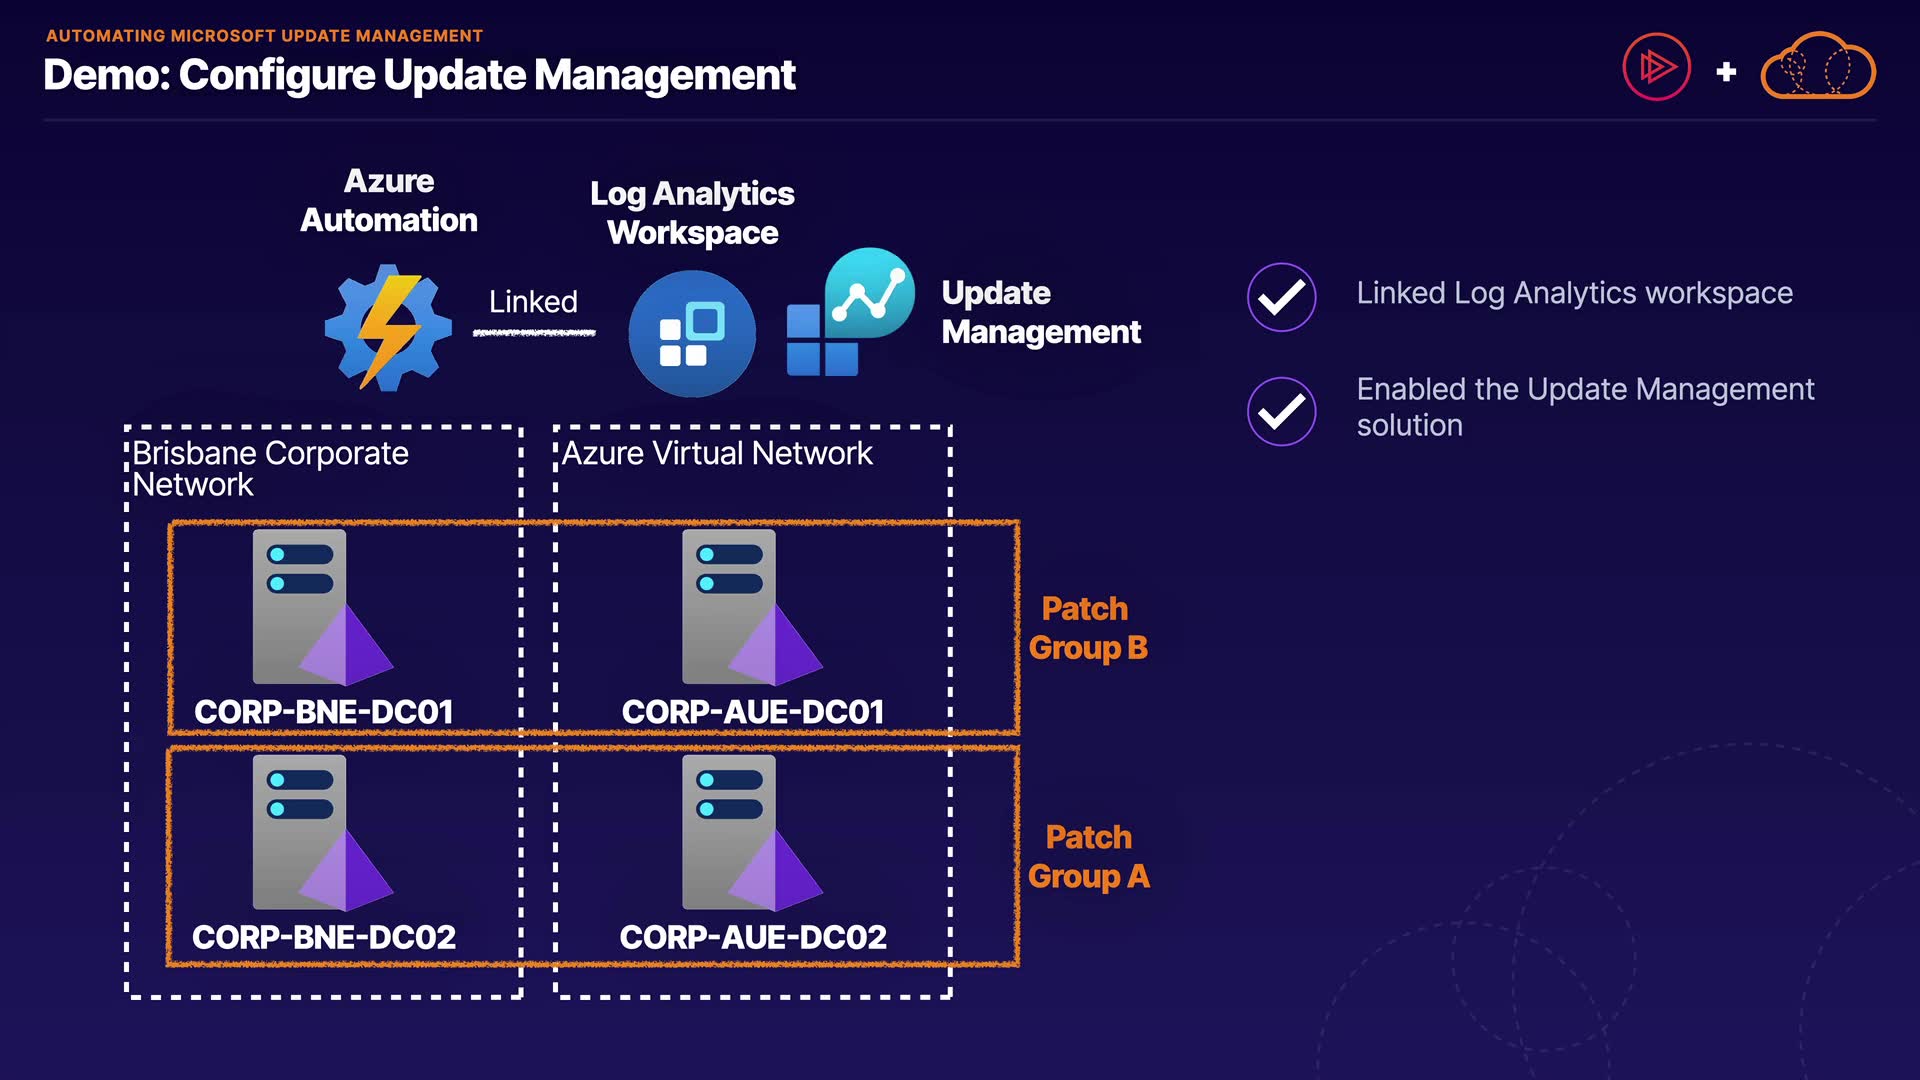 AUTOMATING MICROSOFT UPDATE MANAGEMENT
Demo: Configure Update Management
Azure
Automation
Linked
Log Analytics
Workspace
Update
Management
Linked Log Analytics workspace
Enabled the Update Management
solution
Brisbane Corporate
Network
Azure Virtual Network
CORP-BNE-DC01
CORP-AUE-DC01
Patch
Group B
CORP-BNE-DC02
CORP-AUE-DC02
Patch
Group A